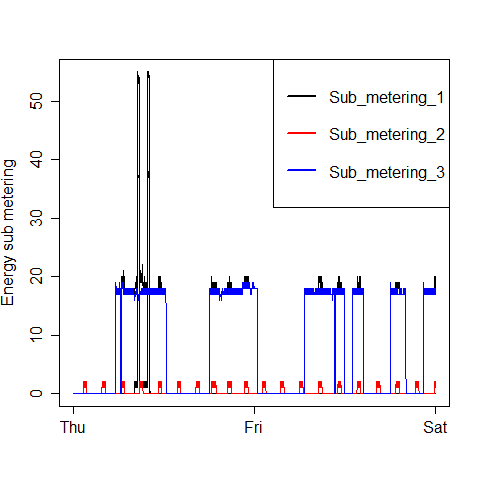 Sub_metering_1
Sub_metering_2
Sub_metering_3
Energy sub metering
50
40
30
20
10
0
Thu
Fri
Sat